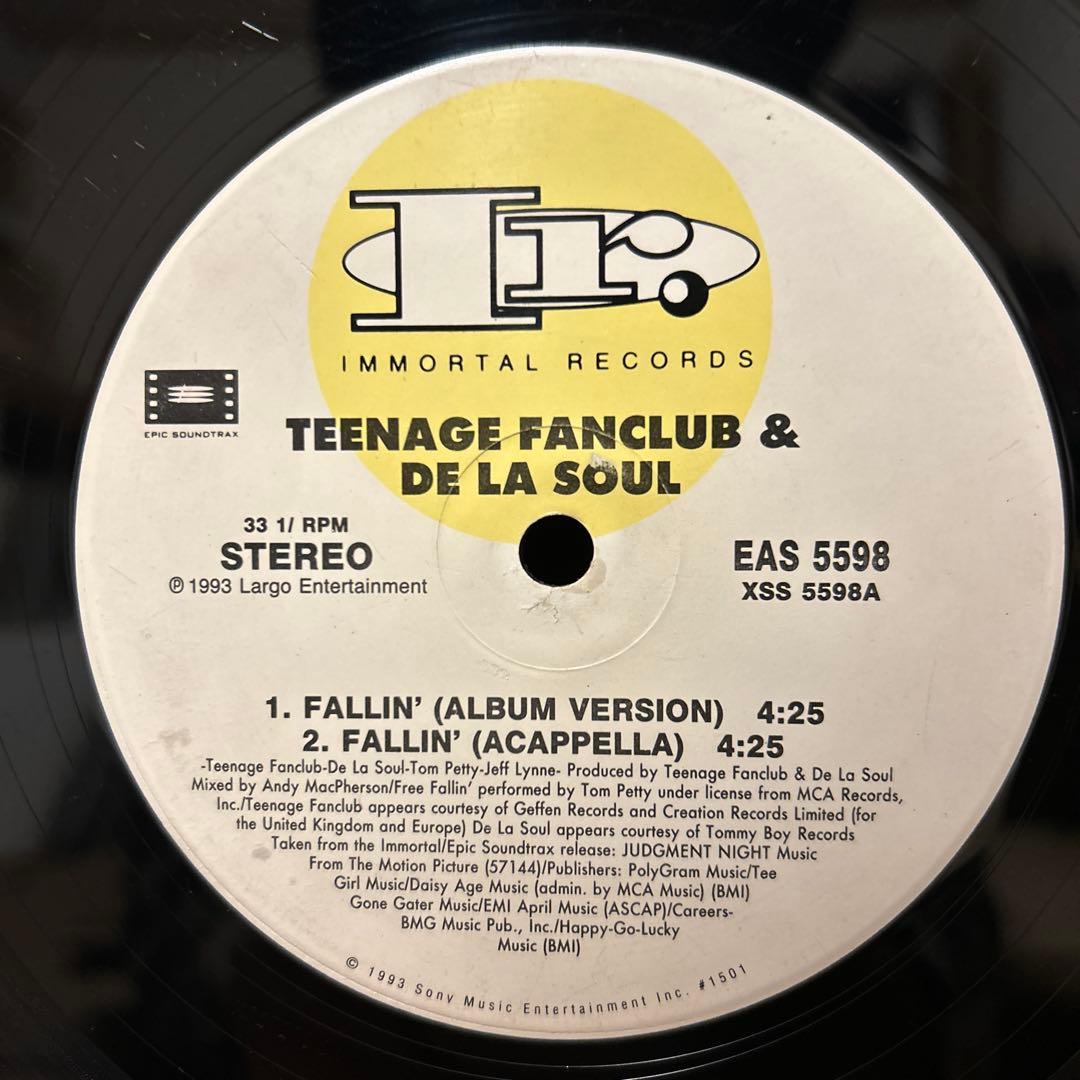 Ir.
IMMORTAL RECORDS
EPIC SOUNDTRAX
TEENAGE FANCLUB &
DE LA SOUL
33 1/ RPM
STEREO
℗ 1993 Largo Entertainment
EAS 5598
XSS 5598A
1. FALLIN' (ALBUM VERSION) 4:25
2. FALLIN' (ACAPPELLA) 4:25
-Teenage Fanclub-De La Soul-Tom Petty-Jeff Lynne- Produced by Teenage Fanclub & De La Soul
Mixed by Andy MacPherson/Free Fallin' performed by Tom Petty under license from MCA Records,
Inc./Teenage Fanclub appears courtesy of Geffen Records and Creation Records Limited (for
the United Kingdom and Europe) De La Soul appears courtesy of Tommy Boy Records
Taken from the Immortal/Epic Soundtrax release: JUDGMENT NIGHT Music
From The Motion Picture (57144)/Publishers: PolyGram Music/Tee
Girl Music/Daisy Age Music (admin. by MCA Music) (BMI)
Gone Gater Music/EMI April Music (ASCAP)/Careers-
BMG Music Pub., Inc./Happy-Go-Lucky
Music (BMI)
© 1993 Sony Music Entertainment Inc. #1501